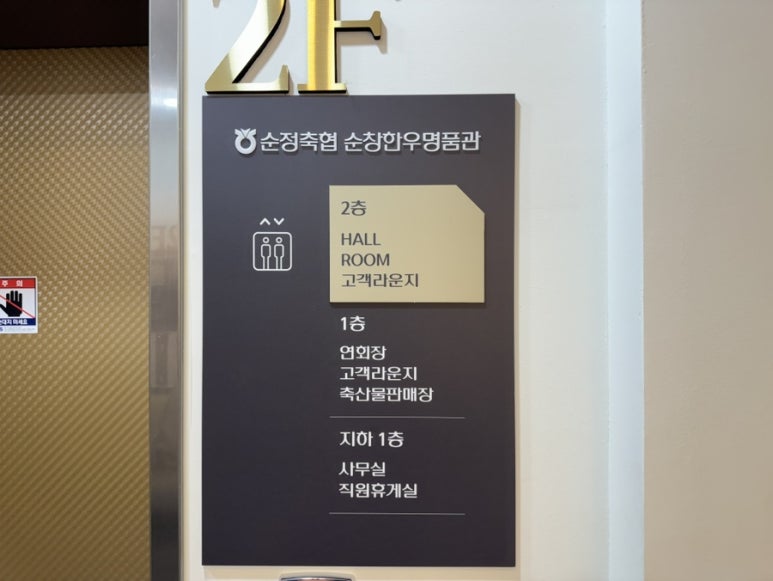 2F
순정축협 순창한우명품관
2층
HALL
ROOM
고객라운지
1층
연회장
고객라운지
축산물판매장
지하 1층
사무실
직원휴게실
주 의